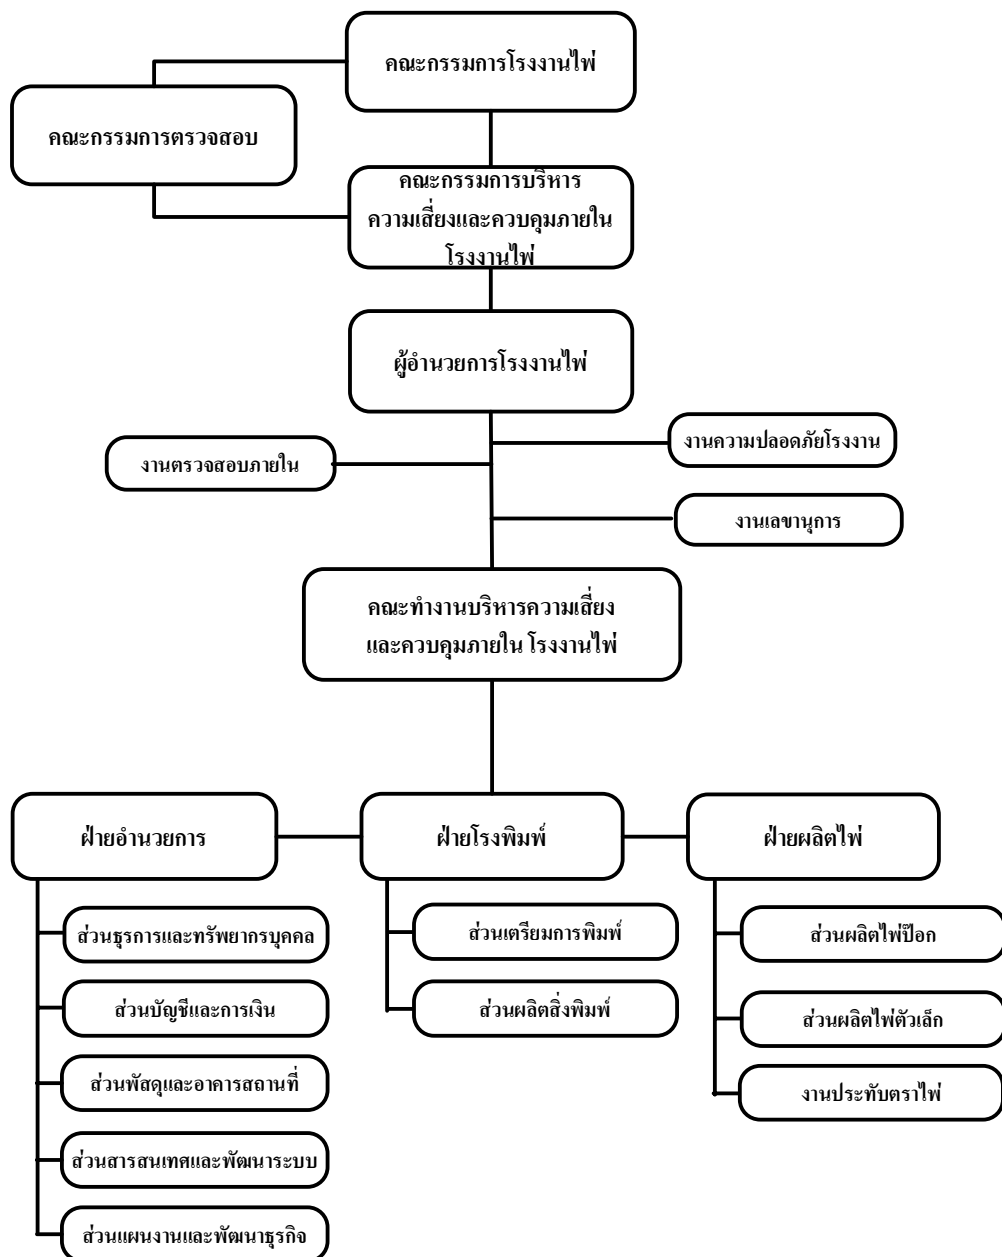 คณะกรรมการโรงงานไพ่
คณะกรรมการตรวจสอบ
คณะกรรมการบริหาร
ความเสี่ยงและควบคุมภายใน
โรงงานไพ่
ผู้อำนวยการโรงงานไพ่
งานความปลอดภัยโรงงาน
งานตรวจสอบภายใน
งานเลขานุการ
คณะทำงานบริหารความเสี่ยง
และควบคุมภายใน โรงงานไพ่
ฝ่ายอำนวยการ
ส่วนธุรการและทรัพยากรบุคคล
ส่วนบัญชีและการเงิน
ส่วนพัสดุและอาคารสถานที่
ส่วนสารสนเทศและพัฒนาระบบ
ส่วนแผนงานและพัฒนาธุรกิจ
ฝ่ายโรงพิมพ์
ส่วนเตรียมการพิมพ์
ส่วนผลิตสิ่งพิมพ์
ฝ่ายผลิตไพ่
ส่วนผลิตไพ่ป๊อก
ส่วนผลิตไพ่ตัวเล็ก
งานประทับตราไพ่